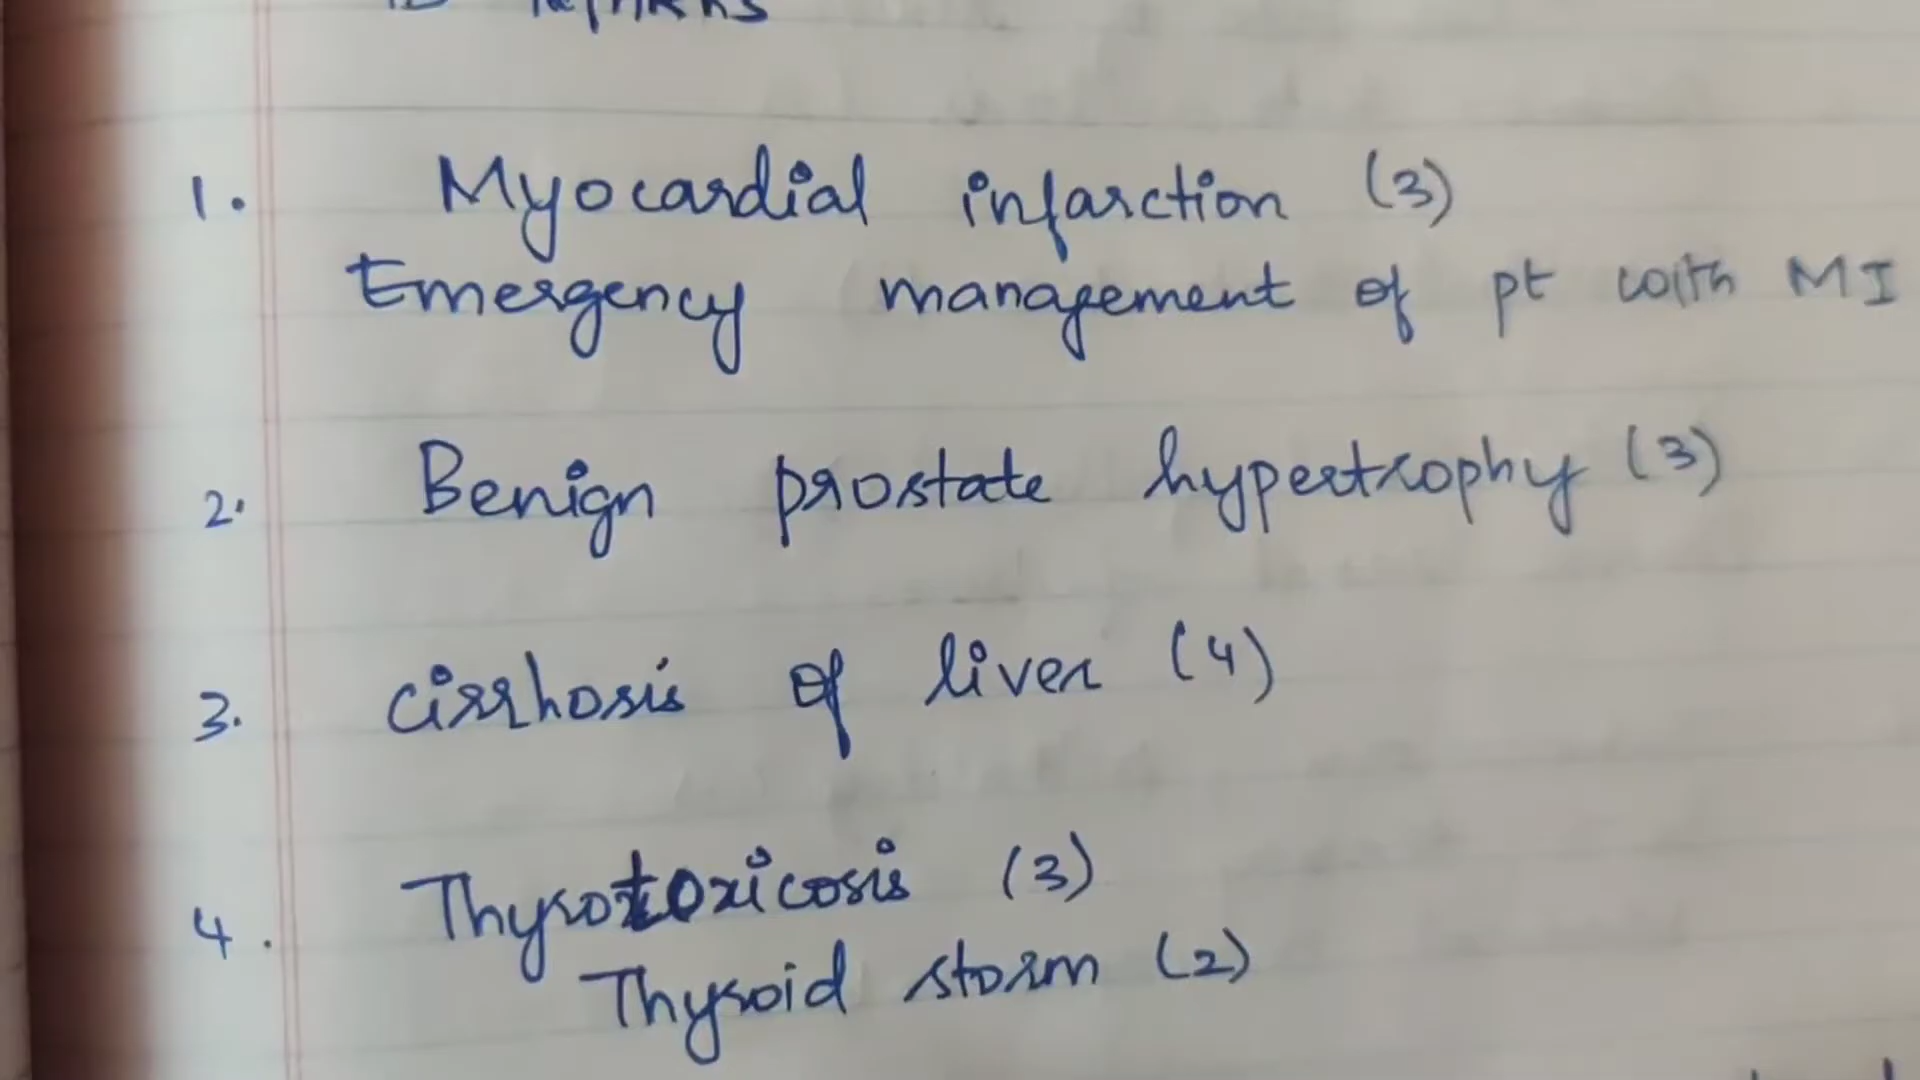 1. Myocardial infarction (3)
Emergency management of pt with MI
2. Benign prostate hypertrophy (3)
3. cirrhosis of liver (4)
4. Thyrotoxicosis (3)
Thyroid storm (2)